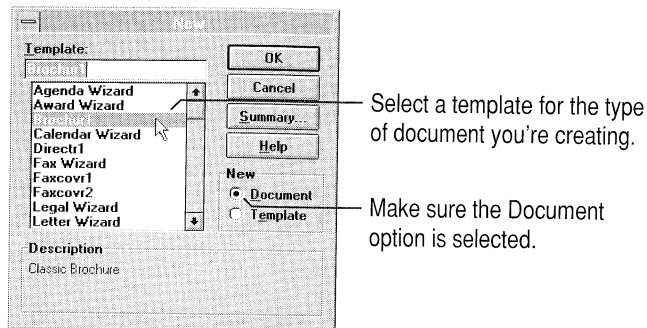 New
Template:
Brochur1
Agenda Wizard
Award Wizard
Brochur1
Calendar Wizard
Directr1
Fax Wizard
Faxcovr1
Faxcovr2
Legal Wizard
Letter Wizard
OK
Cancel
Summary...
Help
New
Document
Template
Description
Classic Brochure
Select a template for the type
of document you're creating.
Make sure the Document
option is selected.